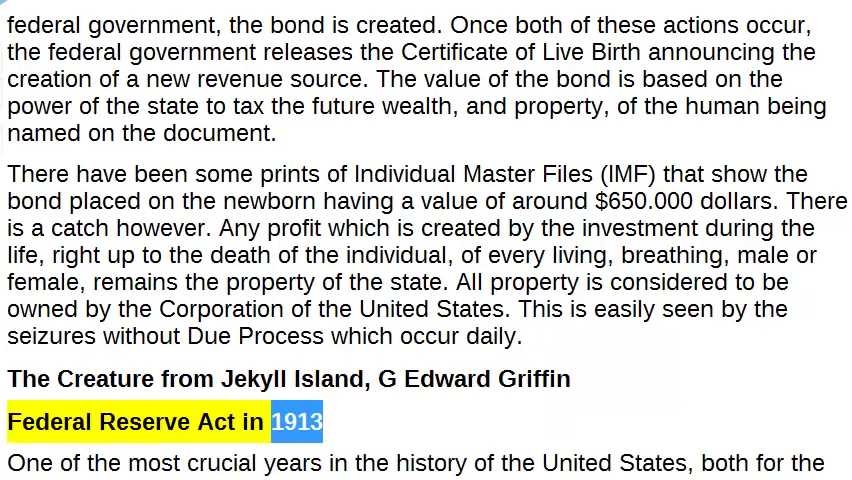 federal government, the bond is created. Once both of these actions occur,
the federal government releases the Certificate of Live Birth announcing the
creation of a new revenue source. The value of the bond is based on the
power of the state to tax the future wealth, and property, of the human being
named on the document.
There have been some prints of Individual Master Files (IMF) that show the
bond placed on the newborn having a value of around $650.000 dollars. There
is a catch however. Any profit which is created by the investment during the
life, right up to the death of the individual, of every living, breathing, male or
female, remains the property of the state. All property is considered to be
owned by the Corporation of the United States. This is easily seen by the
seizures without Due Process which occur daily.
The Creature from Jekyll Island, G Edward Griffin
Federal Reserve Act in 1913
One of the most crucial years in the history of the United States, both for the